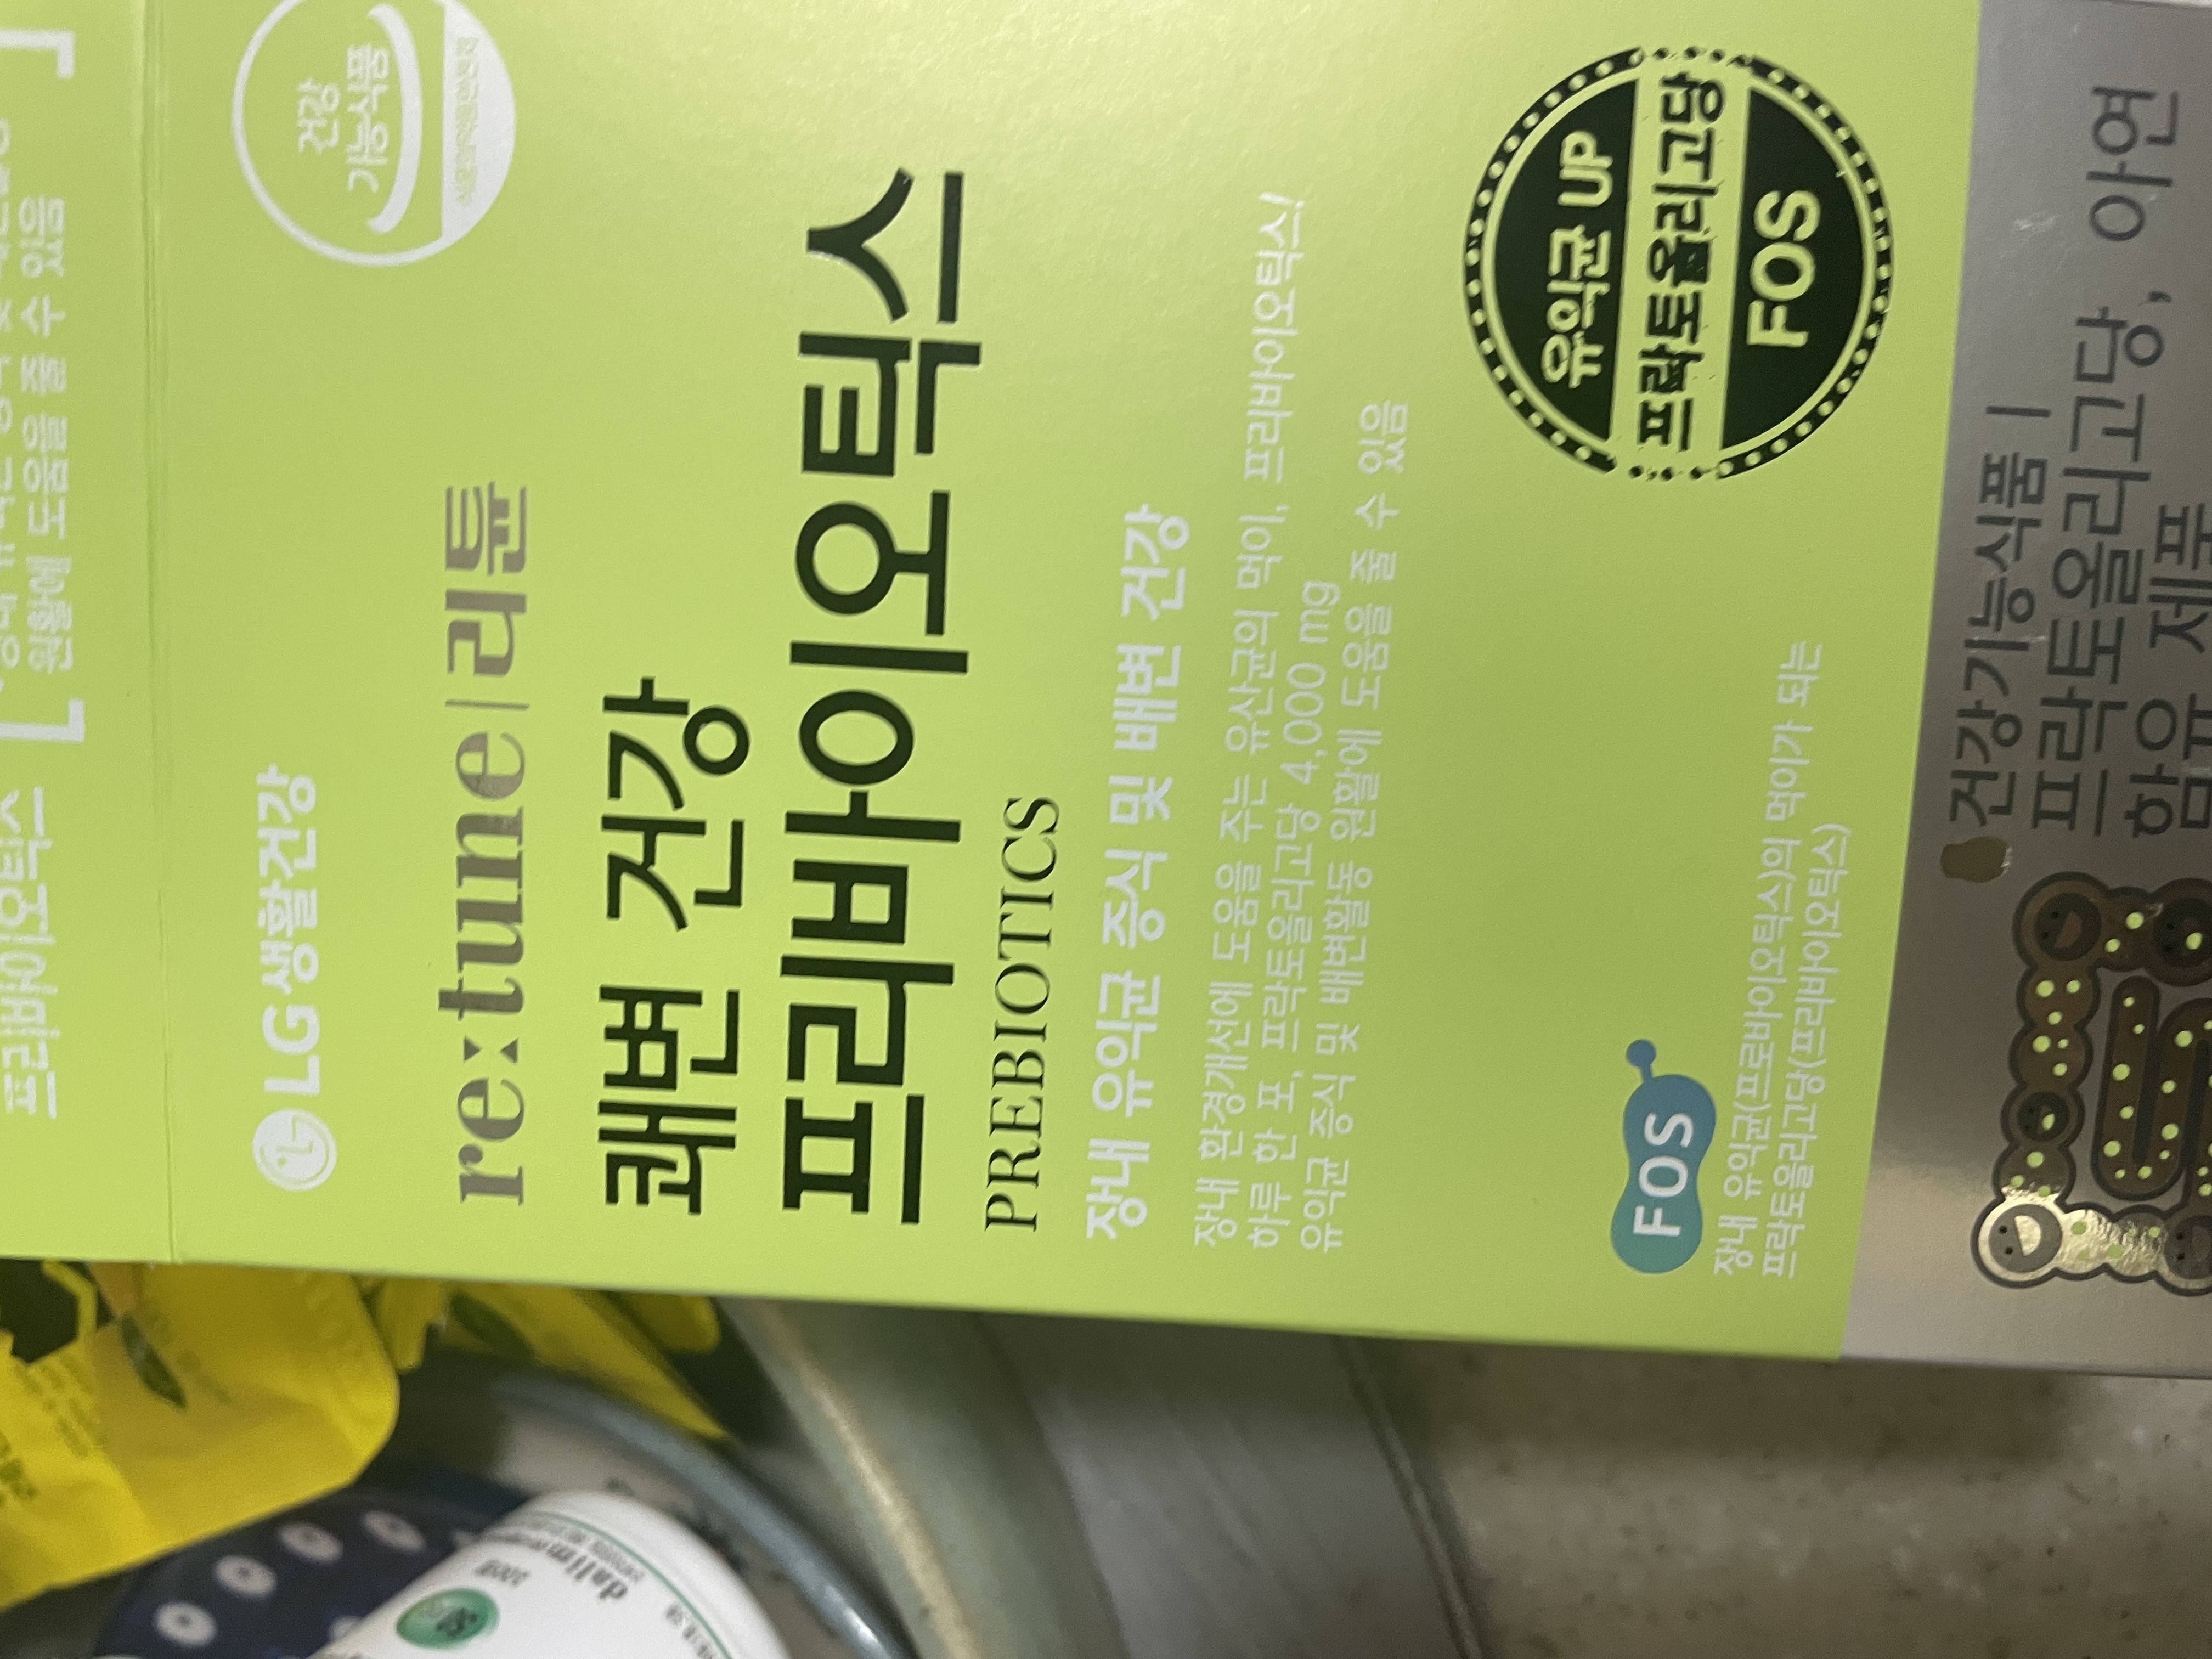 프리바이오틱스
원활에 도움을 줄 수 있음
LG생활건강
건강
기능식품
re:tune|리튠
쾌변 건강
프리바이오틱스
PREBIOTICS
장내 유익균 증식 및 배변 건강
장내 환경개선에 도움을 주는 유산균의 먹이, 프리바이오틱스!
하루 한 포, 프락토올리고당 4,000 mg
유익균 증식 및 배변활동 원활에 도움을 줄 수 있음
유익균 UP
프락토올리고당
FOS
FOS
장내 유익균(프로바이오틱스)의 먹이가 되는
프락토올리고당(프리바이오틱스)
건강기능식품 |
프락토올리고당, 아연
함유 제품